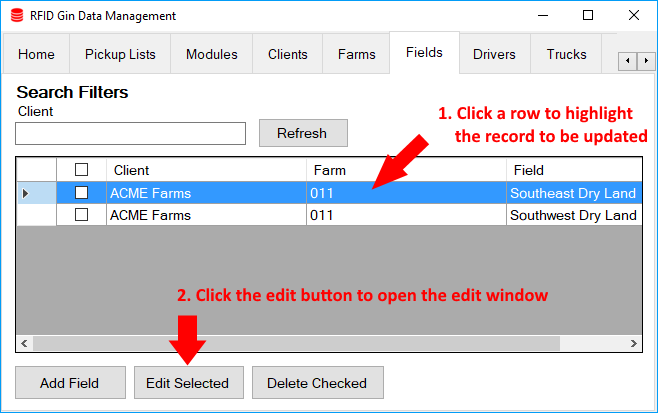 RFID Gin Data Management
Home Pickup Lists Modules Clients Farms Fields Drivers Trucks
Search Filters
Client
Refresh
1. Click a row to highlight
the record to be updated
Client Farm Field
ACME Farms 011 Southeast Dry Land
ACME Farms 011 Southwest Dry Land
2. Click the edit button to open the edit window
Add Field Edit Selected Delete Checked